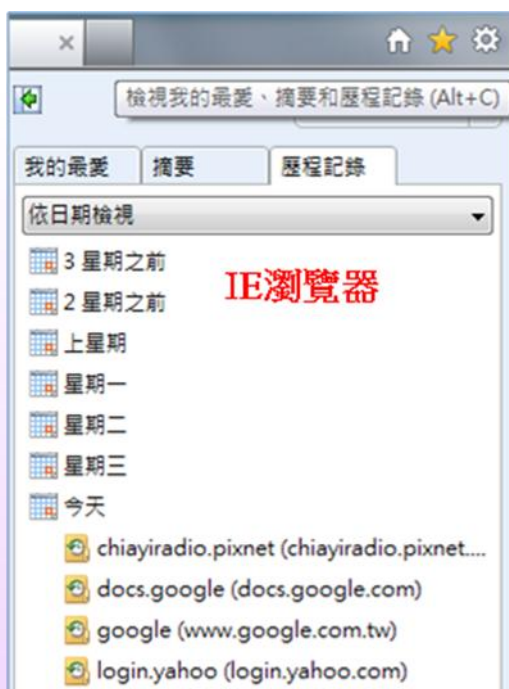 檢視我的最愛、摘要和歷程記錄 (Alt+C)
我的最愛 摘要 歷程記錄
依日期檢視
3 星期之前
IE瀏覽器
2 星期之前
上星期
星期一
星期二
星期三
今天
chiayiradio.pixnet (chiayiradio.pixnet....
docs.google (docs.google.com)
google (www.google.com.tw)
login.yahoo (login.yahoo.com)